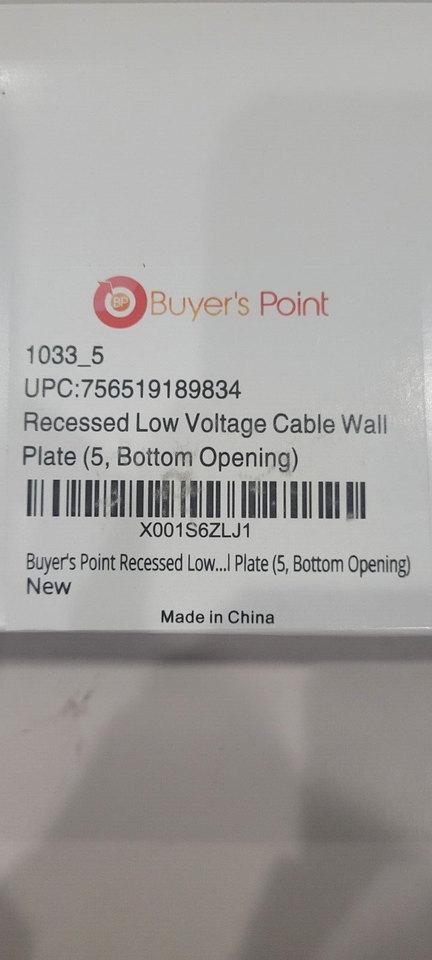 BP Buyer's Point
1033_5
UPC:756519189834
Recessed Low Voltage Cable Wall
Plate (5, Bottom Opening)
X001S6ZLJ1
Buyer's Point Recessed Low...l Plate (5, Bottom Opening)
New
Made in China